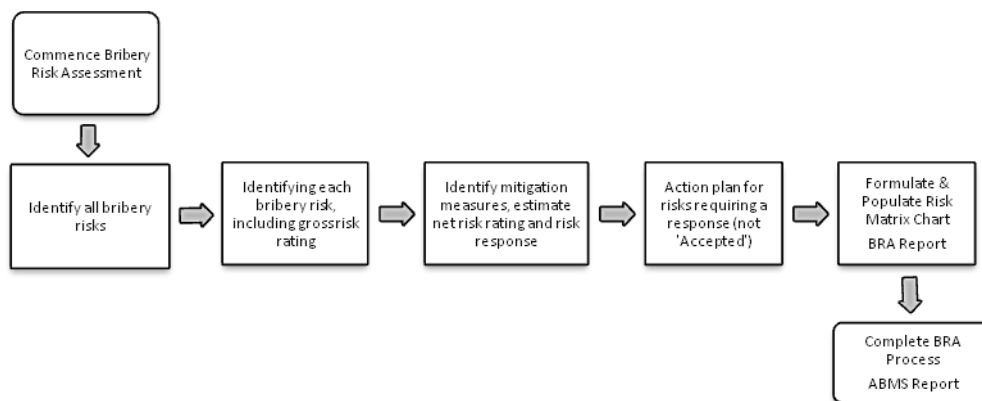 Commence Bribery
Risk Assessment
Identify all bribery
risks
Identifying each
bribery risk,
including gross risk
rating
Identify mitigation
measures, estimate
net risk rating and risk
response
Action plan for
risks requiring a
response (not
'Accepted')
Formulate &
Populate Risk
Matrix Chart
BRA Report
Complete BRA
Process
ABMS Report